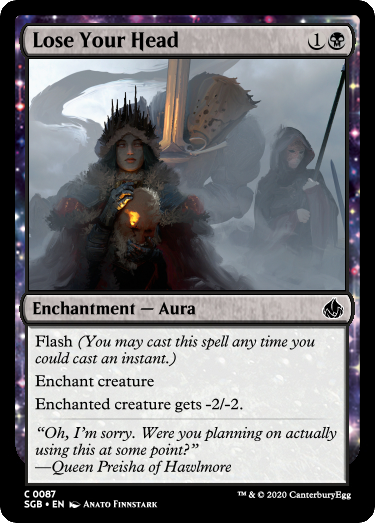 Lose Your Head 1
Enchantment — Aura
Flash (You may cast this spell any time you
could cast an instant.)
Enchant creature
Enchanted creature gets -2/-2.
“Oh, I’m sorry. Were you planning on actually
using this at some point?”
—Queen Preisha of Hawlmore
C 0087
SGB • EN Anato Finnstark
™ & © 2020 CanterburyEgg